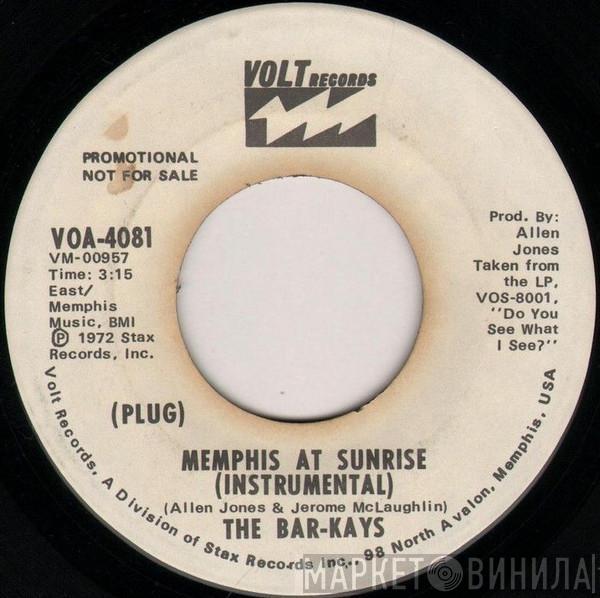 VOLT RECORDS
PROMOTIONAL
NOT FOR SALE
VOA-4081
VM-00957
Time: 3:15
East/
Memphis
Music, BMI
℗ 1972 Stax
Records, Inc.
Prod. By:
Allen
Jones
Taken from
the LP,
VOS-8001,
"Do You
See What
I See?"
(PLUG)
MEMPHIS AT SUNRISE
(INSTRUMENTAL)
(Allen Jones & Jerome McLaughlin)
THE BAR-KAYS
Volt Records, A Division of Stax Records, Inc., 98 North Avalon, Memphis, USA
МАРКЕТ ВИНИЛА